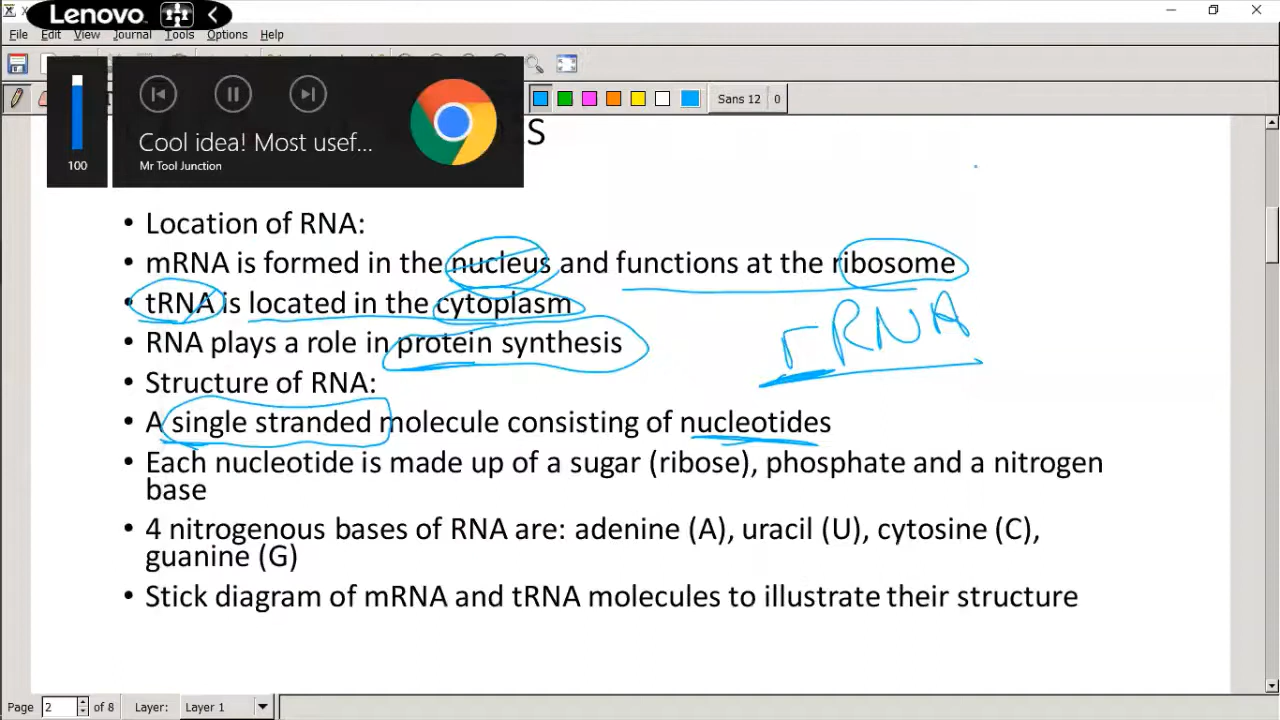 Lenovo
File Edit View Journal Tools Options Help
Sans 12 0
100
Cool idea! Most usef...
Mr Tool Junction
S
• Location of RNA:
• mRNA is formed in the nucleus and functions at the ribosome
• tRNA is located in the cytoplasm
• RNA plays a role in protein synthesis
rRNA
• Structure of RNA:
• A single stranded molecule consisting of nucleotides
• Each nucleotide is made up of a sugar (ribose), phosphate and a nitrogen
base
• 4 nitrogenous bases of RNA are: adenine (A), uracil (U), cytosine (C),
guanine (G)
• Stick diagram of mRNA and tRNA molecules to illustrate their structure
Page 2 of 8 Layer: Layer 1